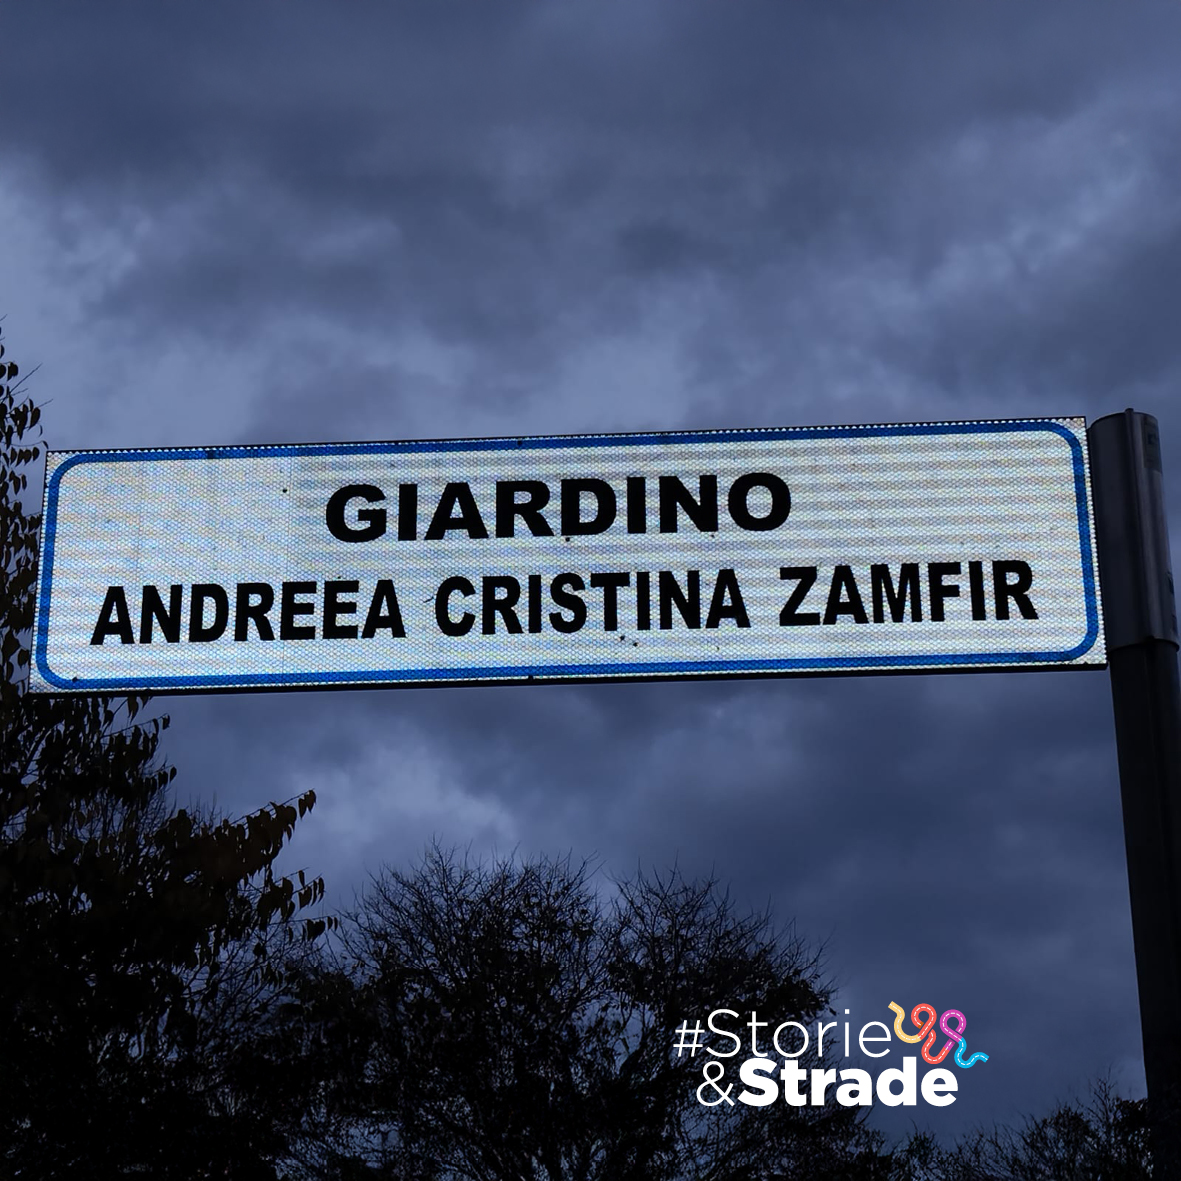 GIARDINO
ANDREEA CRISTINA ZAMFIR
#Storie
&Strade